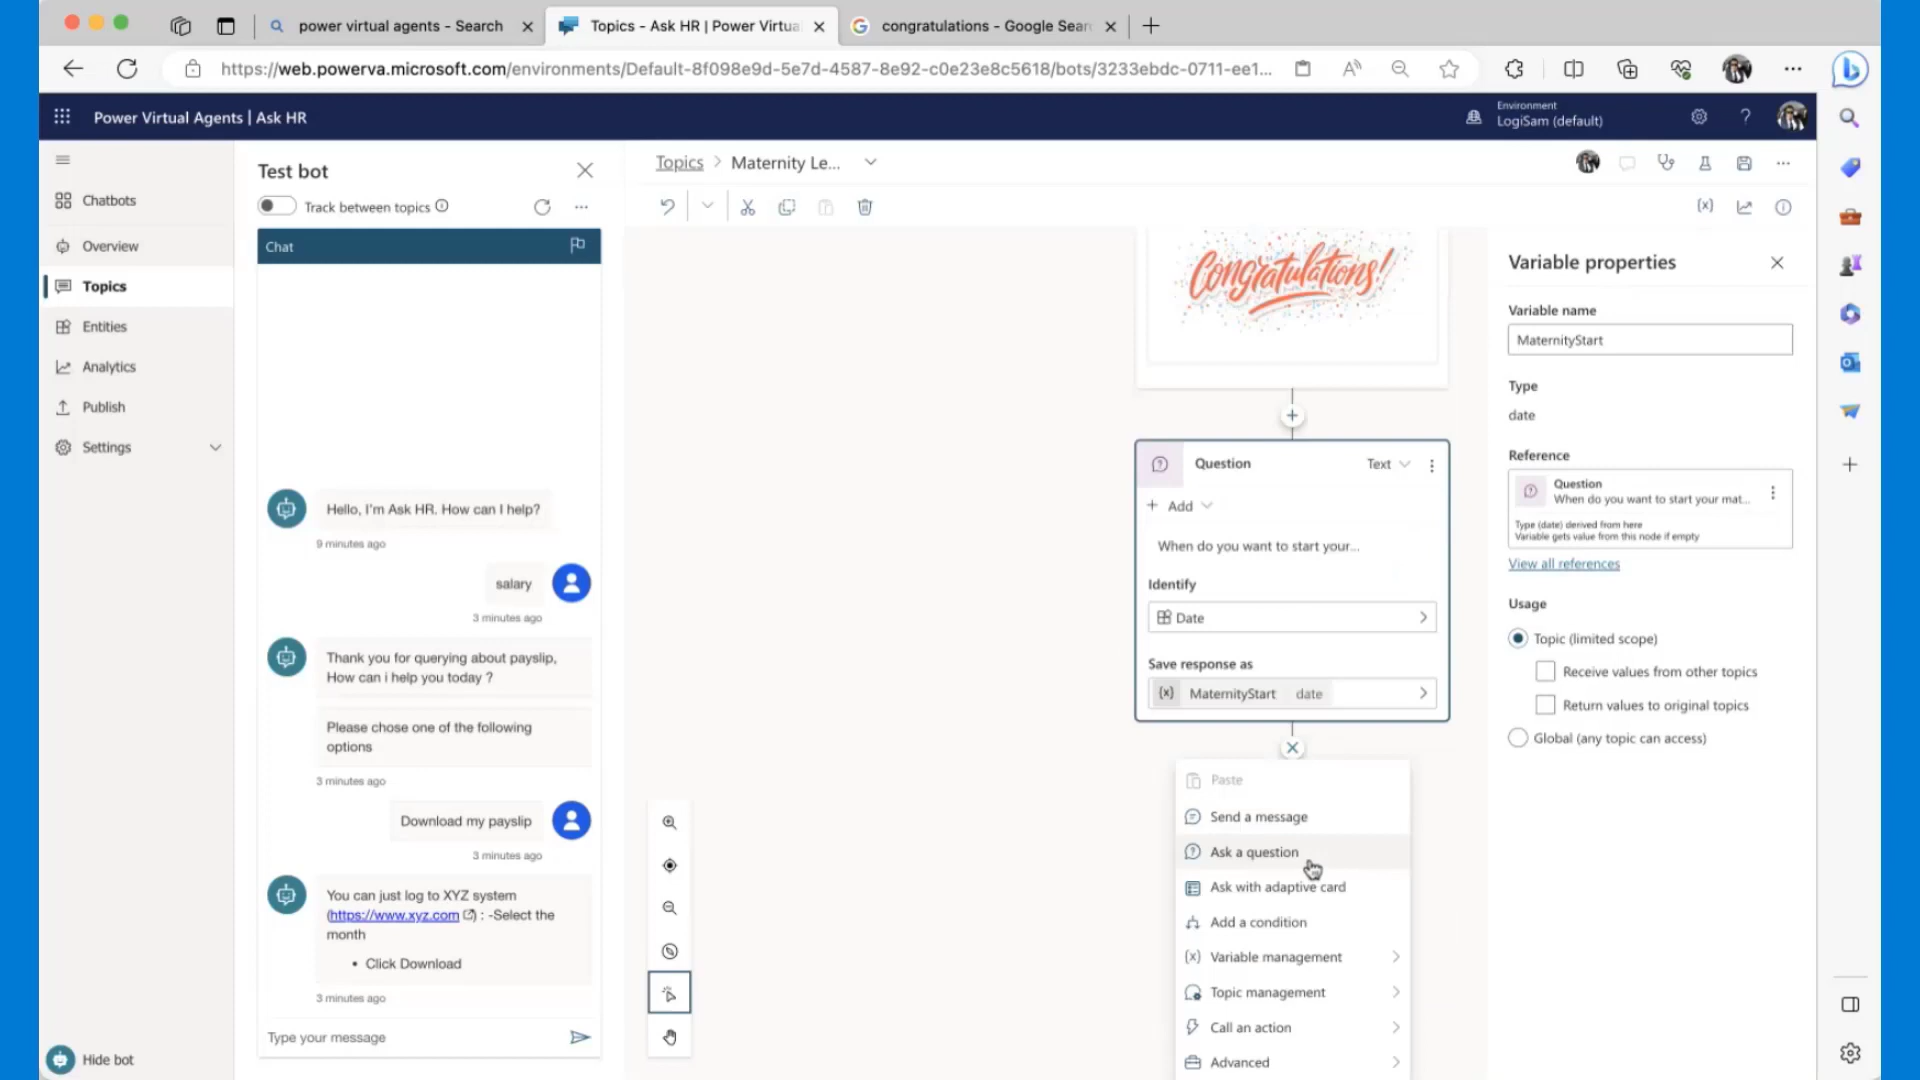 power virtual agents - Search
Topics - Ask HR | Power Virtua
congratulations - Google Sear
https://web.powerva.microsoft.com/environments/Default-8f098e9d-5e7d-4587-8e92-c0e23e8c5618/bots/3233ebdc-0711-ee1...
Power Virtual Agents | Ask HR
Environment
LogiSam (default)
Chatbots
Overview
Topics
Entities
Analytics
Publish
Settings
Hide bot
Test bot
Track between topics
Chat
Hello, I'm Ask HR. How can I help?
9 minutes ago
salary
3 minutes ago
Thank you for querying about payslip,
How can i help you today ?
Please chose one of the following
options
3 minutes ago
Download my payslip
3 minutes ago
You can just log to XYZ system
(https://www.xyz.com) : -Select the
month
• Click Download
3 minutes ago
Type your message
Topics > Maternity Le...
Congratulations!
Question
Text
+ Add
When do you want to start your...
Identify
Date
Save response as
{x} MaternityStart date
Paste
Send a message
Ask a question
Ask with adaptive card
Add a condition
Variable management
Topic management
Call an action
Advanced
Variable properties
Variable name
MaternityStart
Type
date
Reference
Question
When do you want to start your mat...
Type (date) derived from here
Variable gets value from this node if empty
View all references
Usage
Topic (limited scope)
Receive values from other topics
Return values to original topics
Global (any topic can access)